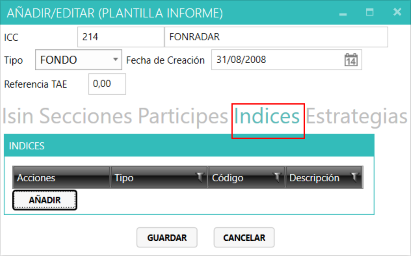 AÑADIR/EDITAR (PLANTILLA INFORME)
ICC 214 FONRADAR
Tipo FONDO Fecha de Creación 31/08/2008 14
Referencia TAE 0,00
Isin Secciones Participes Indices Estrategias
INDICES
Acciones Tipo Código Descripción
AÑADIR
GUARDAR CANCELAR